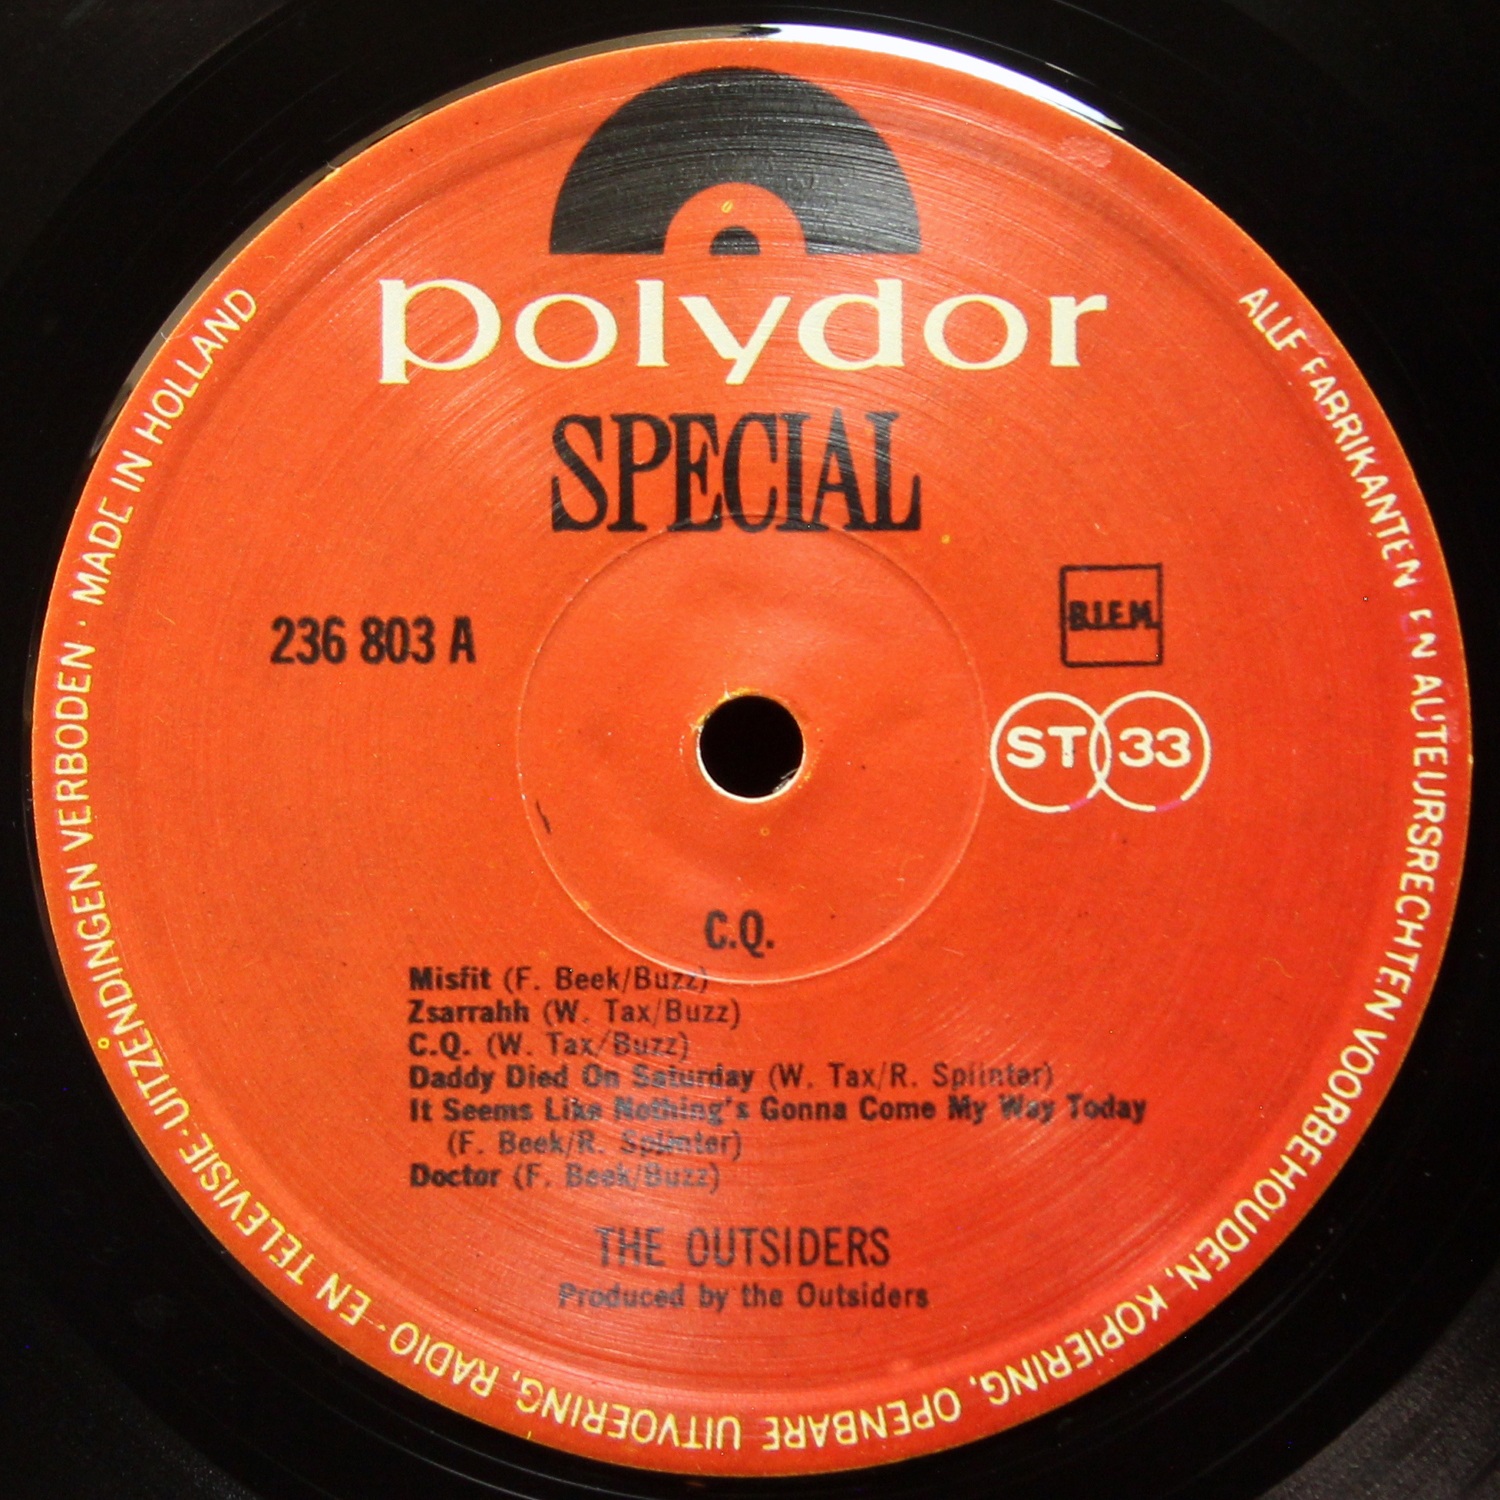 polydor
SPECIAL
236 803 A
B.I.E.M.
ST 33
C.Q.
Misfit (F. Beek/Buzz)
Zsarrahh (W. Tax/Buzz)
C.Q. (W. Tax/Buzz)
Daddy Died On Saturday (W. Tax/R. Splinter)
It Seems Like Nothing's Gonna Come My Way Today
(F. Beek/R. Splinter)
Doctor (F. Beek/Buzz)
THE OUTSIDERS
Produced by the Outsiders
ALLE FABRIKANTEN EN AUTEURSRECHTEN VOORBEHOUDEN, KOPIERING, OPENBARE UITVOERING, RADIO- EN TELEVISIE-UITZENDINGEN VERBODEN · MADE IN HOLLAND